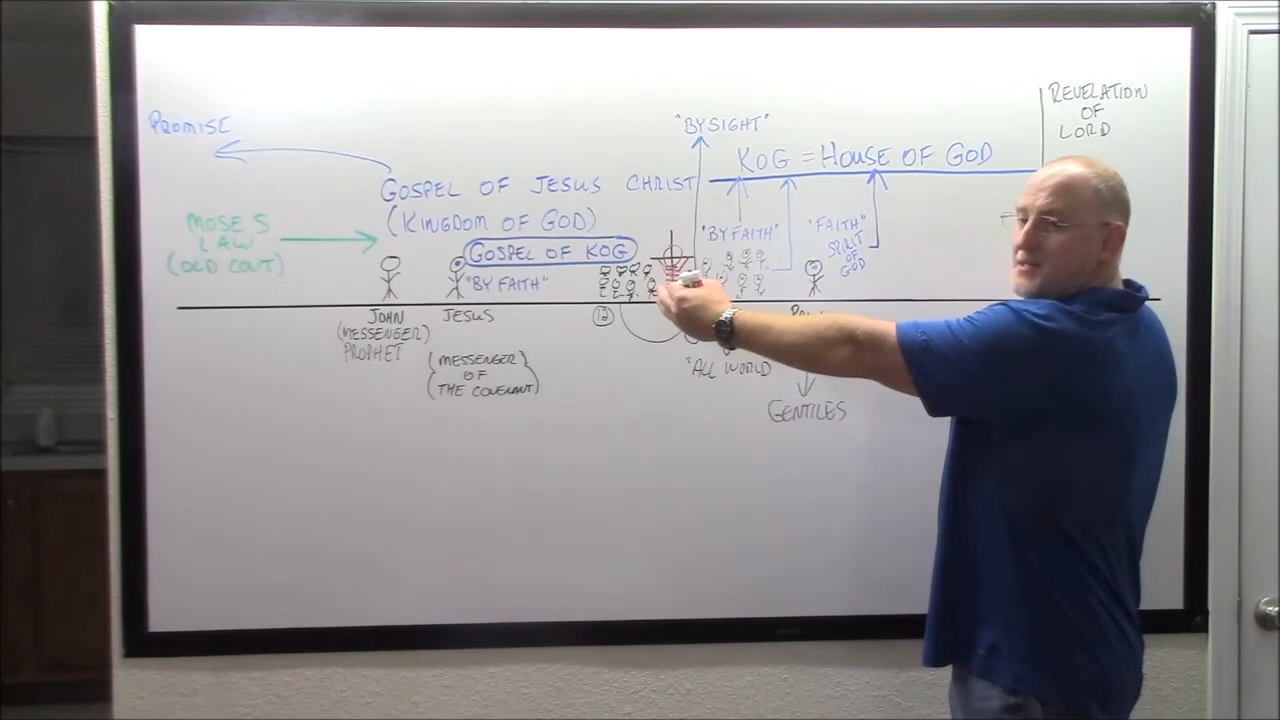 PROMISE
MOSES
LAW
(OLD COVT)
GOSPEL OF JESUS CHRIST
(KINGDOM OF GOD)
GOSPEL OF KOG
"BY FAITH"
JOHN
(MESSENGER)
PROPHET
JESUS
(MESSENGER)
OF
(THE COVENANT)
12
"BY SIGHT"
KOG = HOUSE OF GOD
"BY FAITH"
"FAITH"
SPIRIT
OF
GOD
"ALL WORLD
GENTILES
REVELATION
OF
LORD